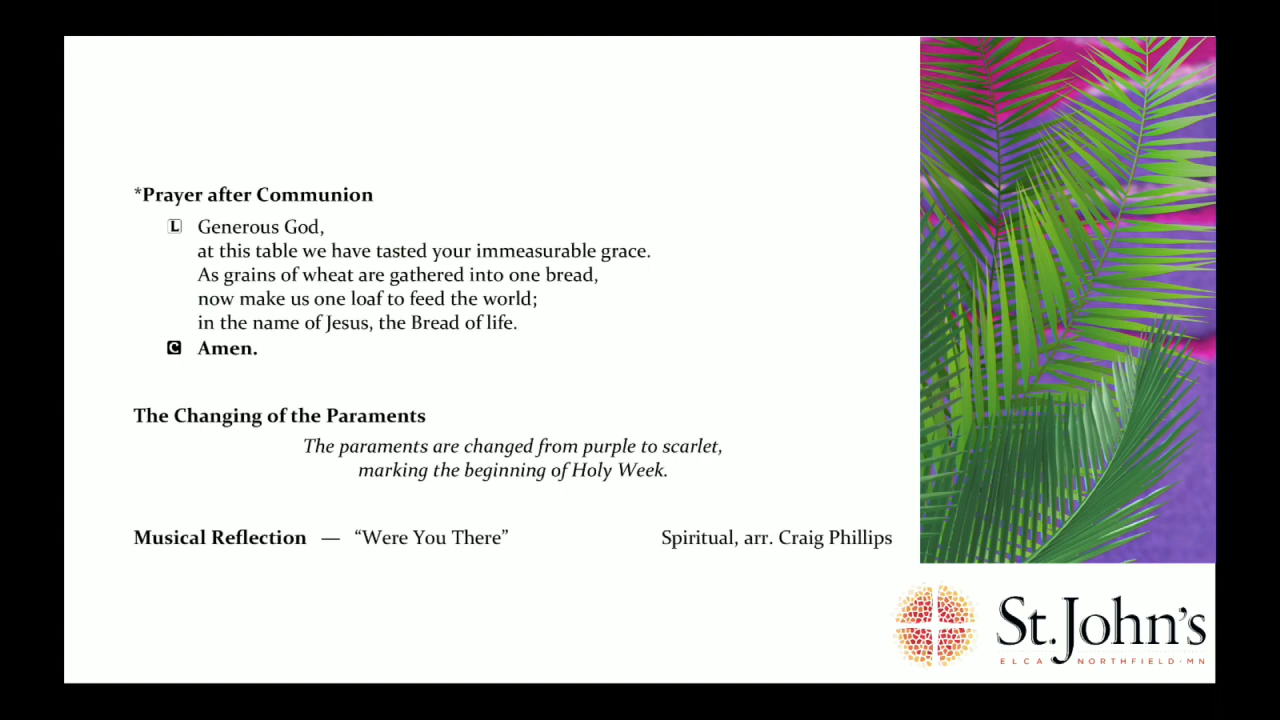 *Prayer after Communion
L Generous God,
at this table we have tasted your immeasurable grace.
As grains of wheat are gathered into one bread,
now make us one loaf to feed the world;
in the name of Jesus, the Bread of life.
C Amen.
The Changing of the Paraments
The paraments are changed from purple to scarlet,
marking the beginning of Holy Week.
Musical Reflection — “Were You There” Spiritual, arr. Craig Phillips
St. John’s
ELCA NORTHFIELD·MN